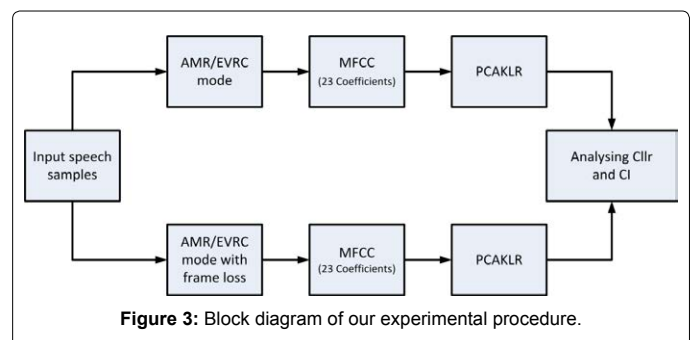 AMR/EVRC
mode
MFCC
(23 Coefficients)
PCAKLR
Input speech
samples
Analysing Cllr
and CI
AMR/EVRC
mode with
frame loss
MFCC
(23 Coefficients)
PCAKLR
Figure 3: Block diagram of our experimental procedure.